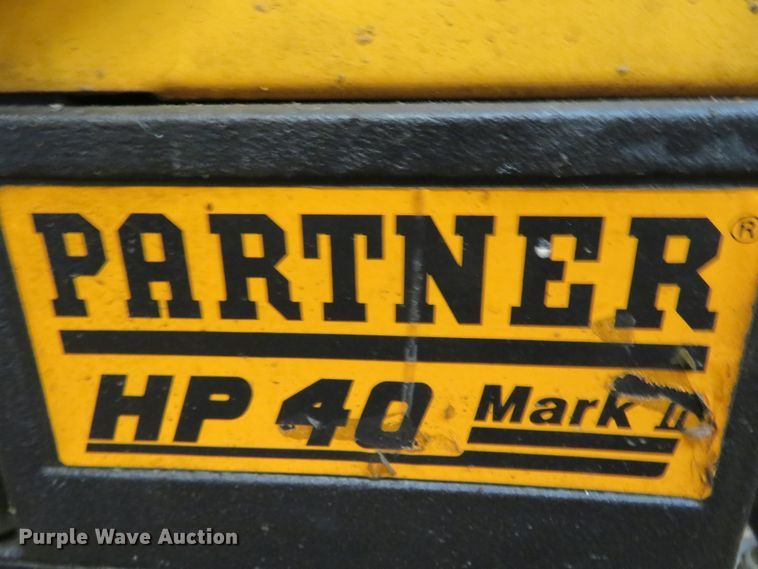 PARTNER®
HP 40 Mark II
Purple Wave Auction